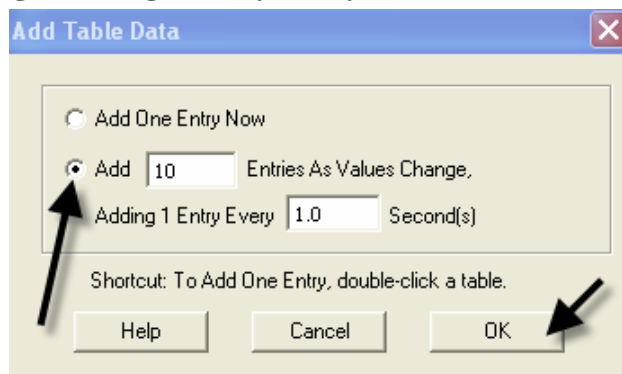 Add Table Data
Add One Entry Now
Add 10 Entries As Values Change,
Adding 1 Entry Every 1.0 Second(s)
Shortcut: To Add One Entry, double-click a table.
Help Cancel OK